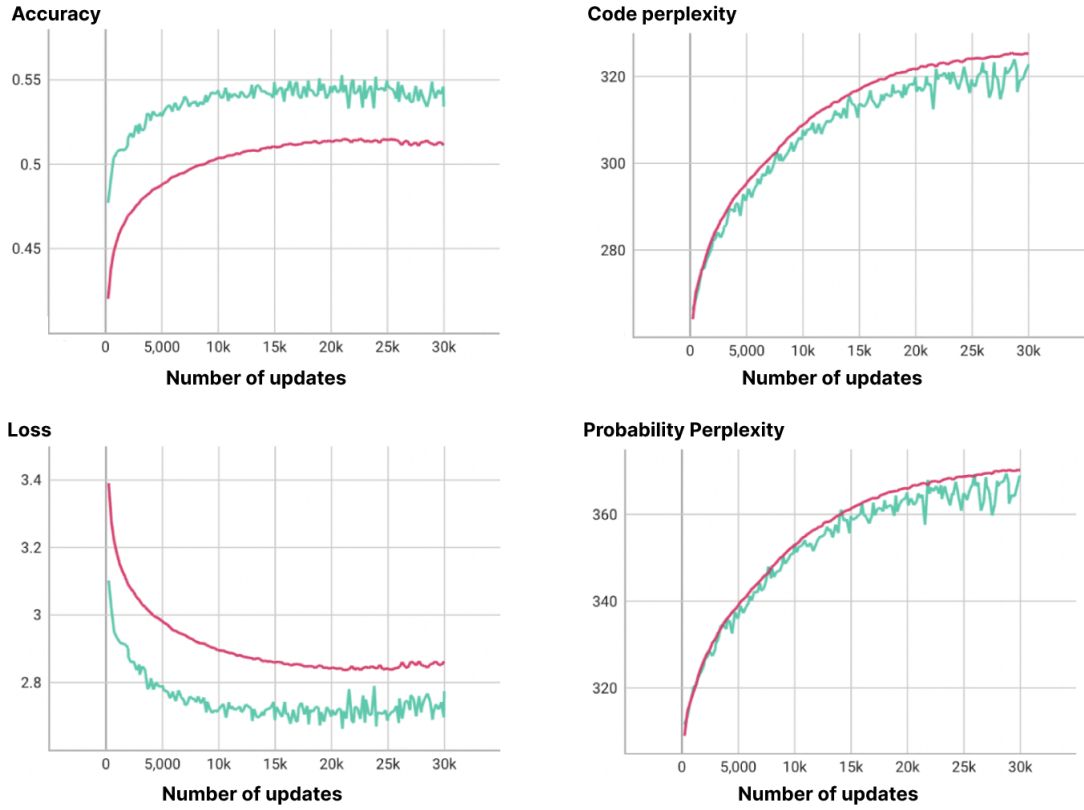 Accuracy
0.55
0.5
0.45
0 5,000 10k 15k 20k 25k 30k
Number of updates
Code perplexity
320
300
280
0 5,000 10k 15k 20k 25k 30k
Number of updates
Loss
3.4
3.2
3
2.8
0 5,000 10k 15k 20k 25k 30k
Number of updates
Probability Perplexity
360
340
320
0 5,000 10k 15k 20k 25k 30k
Number of updates